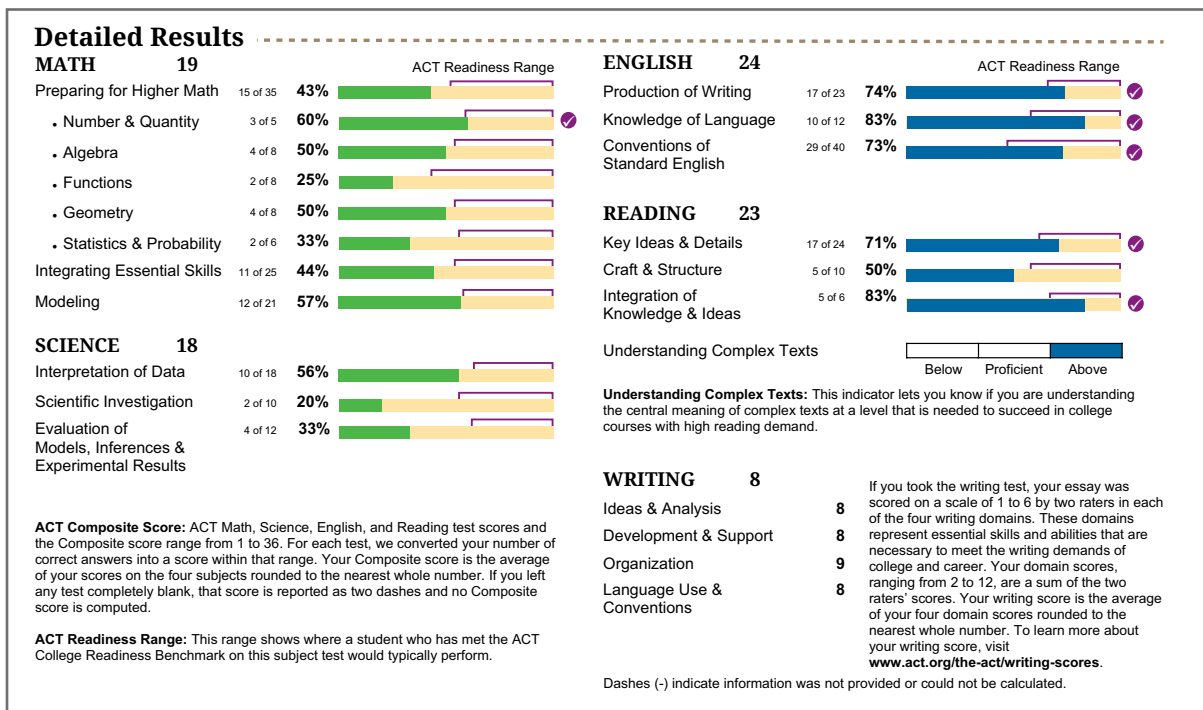 Detailed Results
MATH 19
ACT Readiness Range
Preparing for Higher Math 15 of 35 43%
• Number & Quantity 3 of 5 60%
• Algebra 4 of 8 50%
• Functions 2 of 8 25%
• Geometry 4 of 8 50%
• Statistics & Probability 2 of 6 33%
Integrating Essential Skills 11 of 25 44%
Modeling 12 of 21 57%
SCIENCE 18
Interpretation of Data 10 of 18 56%
Scientific Investigation 2 of 10 20%
Evaluation of 4 of 12 33%
Models, Inferences &
Experimental Results
ACT Composite Score: ACT Math, Science, English, and Reading test scores and
the Composite score range from 1 to 36. For each test, we converted your number of
correct answers into a score within that range. Your Composite score is the average
of your scores on the four subjects rounded to the nearest whole number. If you left
any test completely blank, that score is reported as two dashes and no Composite
score is computed.
ACT Readiness Range: This range shows where a student who has met the ACT
College Readiness Benchmark on this subject test would typically perform.
ENGLISH 24
ACT Readiness Range
Production of Writing 17 of 23 74%
Knowledge of Language 10 of 12 83%
Conventions of 29 of 40 73%
Standard English
READING 23
Key Ideas & Details 17 of 24 71%
Craft & Structure 5 of 10 50%
Integration of 5 of 6 83%
Knowledge & Ideas
Understanding Complex Texts
Below Proficient Above
Understanding Complex Texts: This indicator lets you know if you are understanding
the central meaning of complex texts at a level that is needed to succeed in college
courses with high reading demand.
WRITING 8
Ideas & Analysis 8
Development & Support 8
Organization 9
Language Use & 8
Conventions
If you took the writing test, your essay was
scored on a scale of 1 to 6 by two raters in each
of the four writing domains. These domains
represent essential skills and abilities that are
necessary to meet the writing demands of
college and career. Your domain scores,
ranging from 2 to 12, are a sum of the two
raters' scores. Your writing score is the average
of your four domain scores rounded to the
nearest whole number. To learn more about
your writing score, visit
www.act.org/the-act/writing-scores.
Dashes (-) indicate information was not provided or could not be calculated.